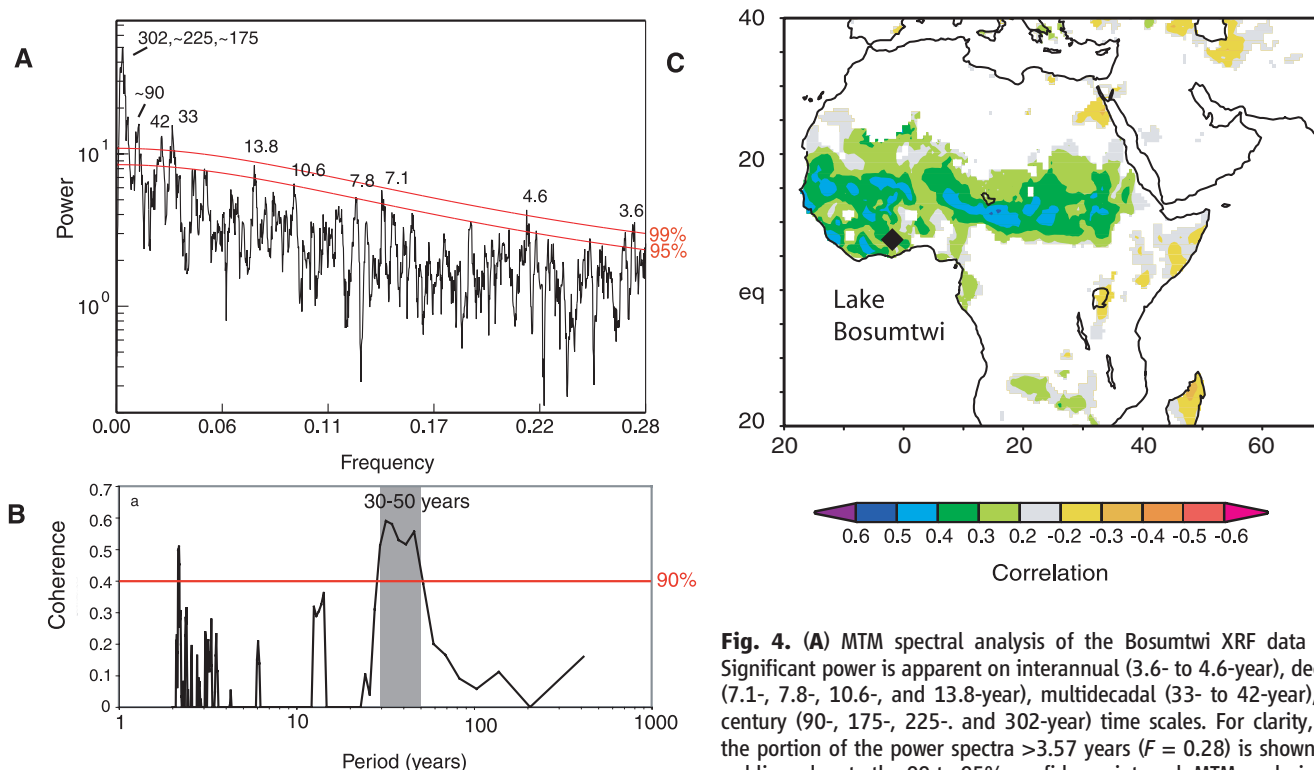 A
302,~225,~175
~90
42
33
13.8
10.6
7.8
7.1
4.6
3.6
10¹
10⁰
Power
99%
95%
0.00
0.06
0.11
0.17
0.22
0.28
Frequency
B
a
30-50 years
0.7
0.6
0.5
0.4
0.3
0.2
0.1
0
Coherence
90%
1
10
100
1000
Period (years)
C
40
20
eq
20
Lake
Bosumtwi
20
0
20
40
60
0.6 0.5 0.4 0.3 0.2 -0.2 -0.3 -0.4 -0.5 -0.6
Correlation
Fig. 4. (A) MTM spectral analysis of the Bosumtwi XRF data
Significant power is apparent on interannual (3.6- to 4.6-year), de
(7.1-, 7.8-, 10.6-, and 13.8-year), multidecadal (33- to 42-year),
century (90-, 175-, 225-. and 302-year) time scales. For clarity,
the portion of the power spectra >3.57 years (F = 0.28) is shown